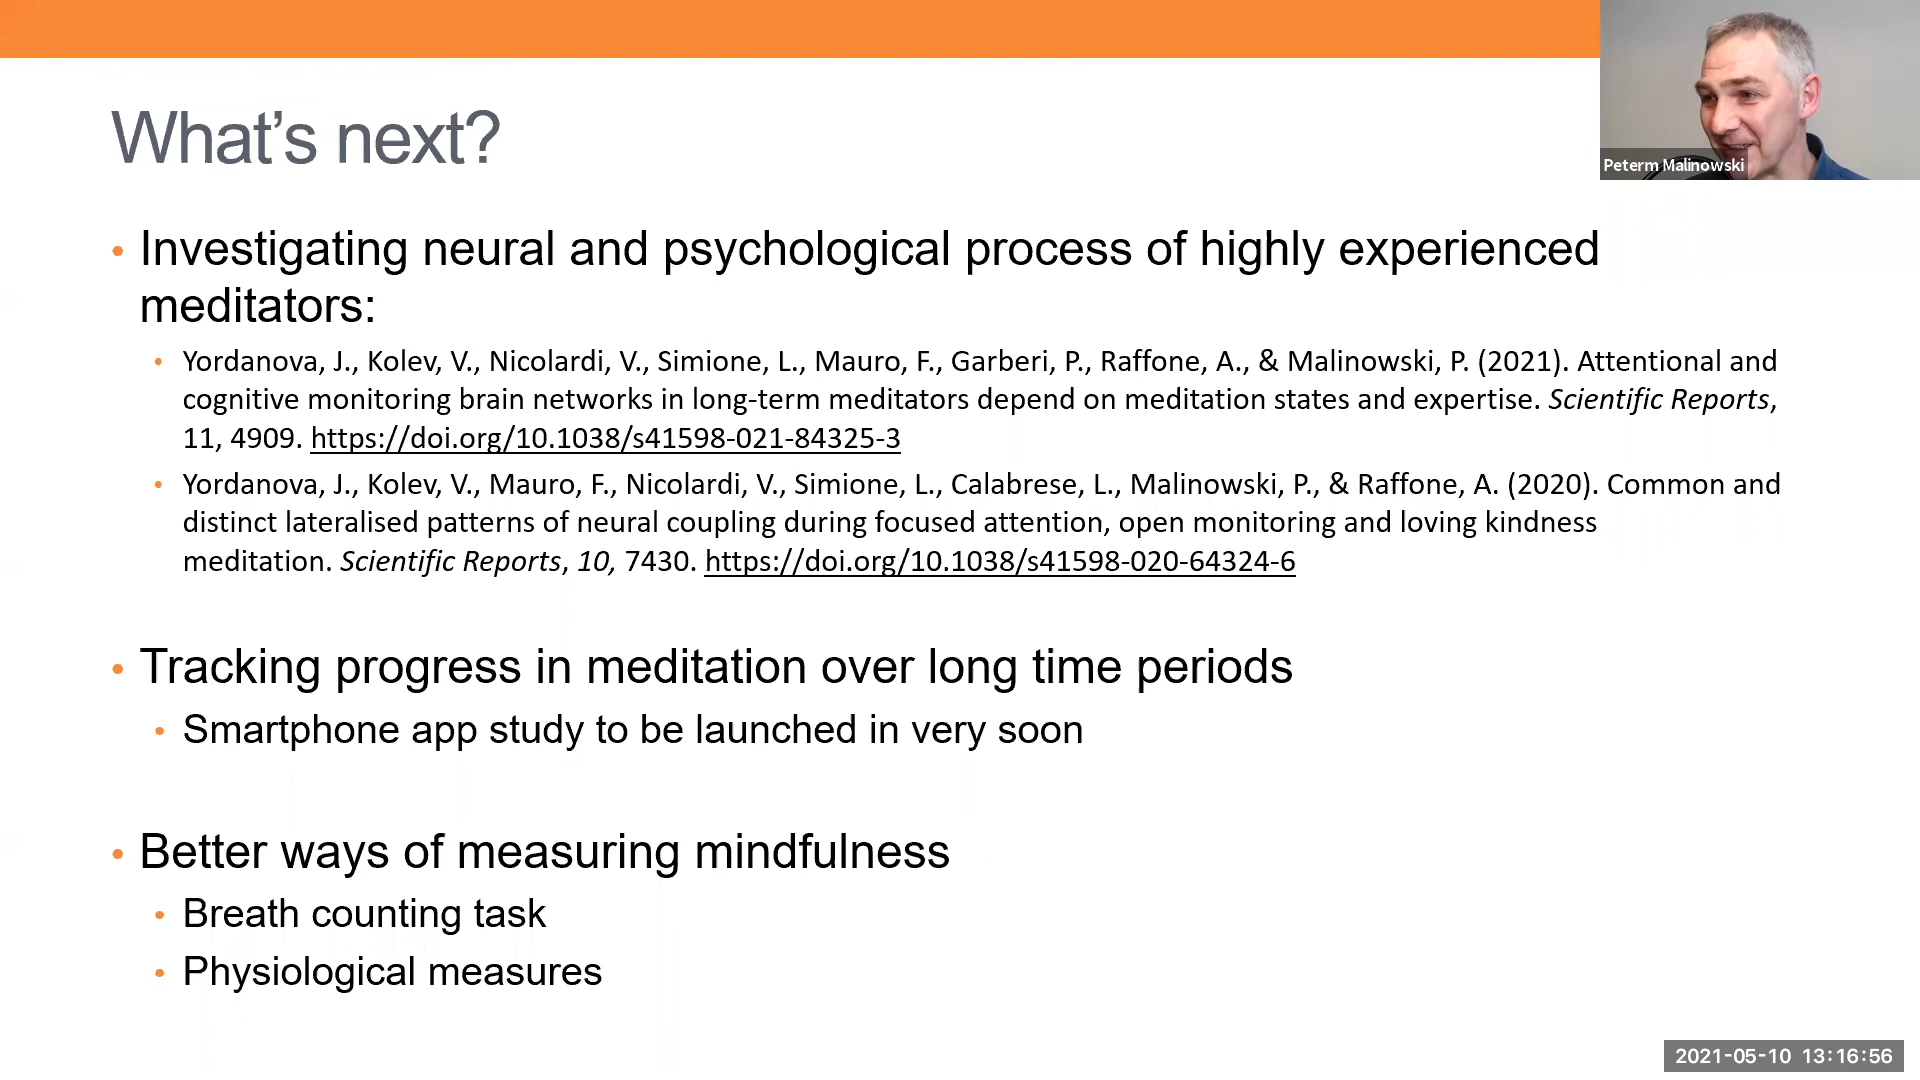 What's next?
Peterm Malinowski
• Investigating neural and psychological process of highly experienced
meditators:
• Yordanova, J., Kolev, V., Nicolardi, V., Simione, L., Mauro, F., Garberi, P., Raffone, A., & Malinowski, P. (2021). Attentional and
cognitive monitoring brain networks in long-term meditators depend on meditation states and expertise. Scientific Reports,
11, 4909. https://doi.org/10.1038/s41598-021-84325-3
• Yordanova, J., Kolev, V., Mauro, F., Nicolardi, V., Simione, L., Calabrese, L., Malinowski, P., & Raffone, A. (2020). Common and
distinct lateralised patterns of neural coupling during focused attention, open monitoring and loving kindness
meditation. Scientific Reports, 10, 7430. https://doi.org/10.1038/s41598-020-64324-6
• Tracking progress in meditation over long time periods
• Smartphone app study to be launched in very soon
• Better ways of measuring mindfulness
• Breath counting task
• Physiological measures
2021-05-10 13:16:56